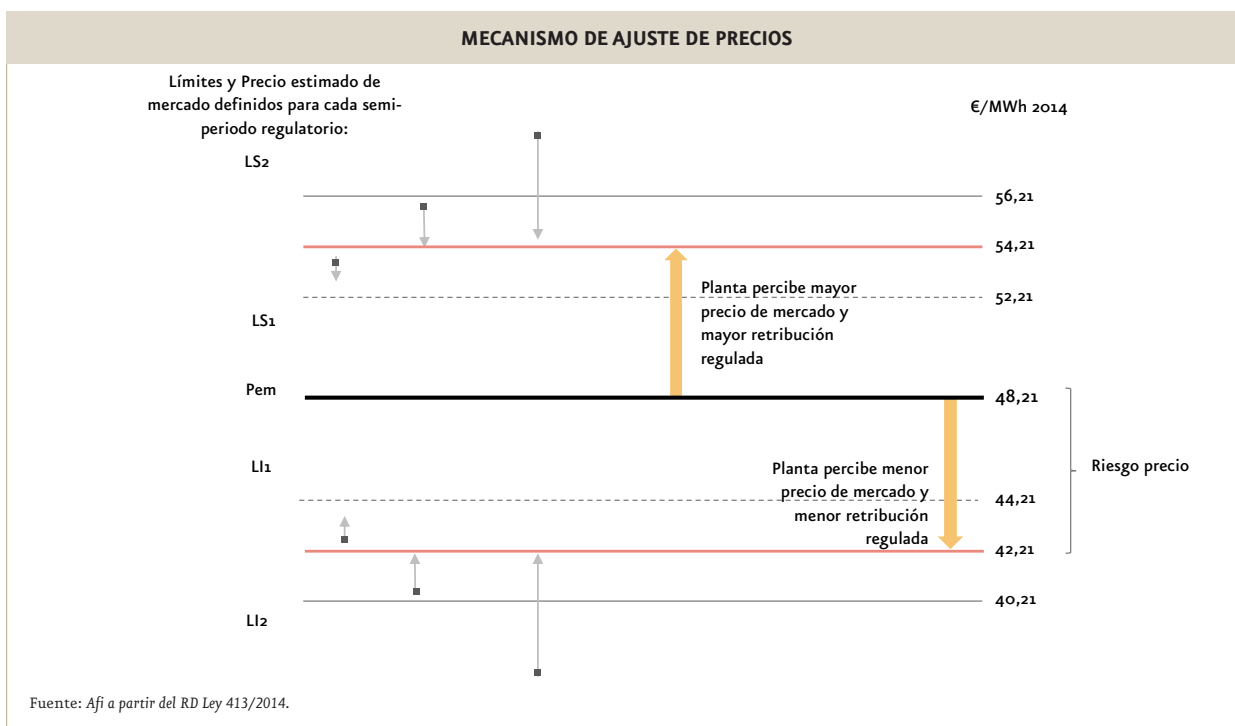 MECANISMO DE AJUSTE DE PRECIOS
Límites y Precio estimado de
mercado definidos para cada semi-
periodo regulatorio:
€/MWh 2014
LS2
56,21
54,21
52,21
LS1
Planta percibe mayor
precio de mercado y
mayor retribución
regulada
Pem
48,21
LI1
Planta percibe menor
precio de mercado y
menor retribución
regulada
Riesgo precio
44,21
42,21
40,21
LI2
Fuente: Afi a partir del RD Ley 413/2014.